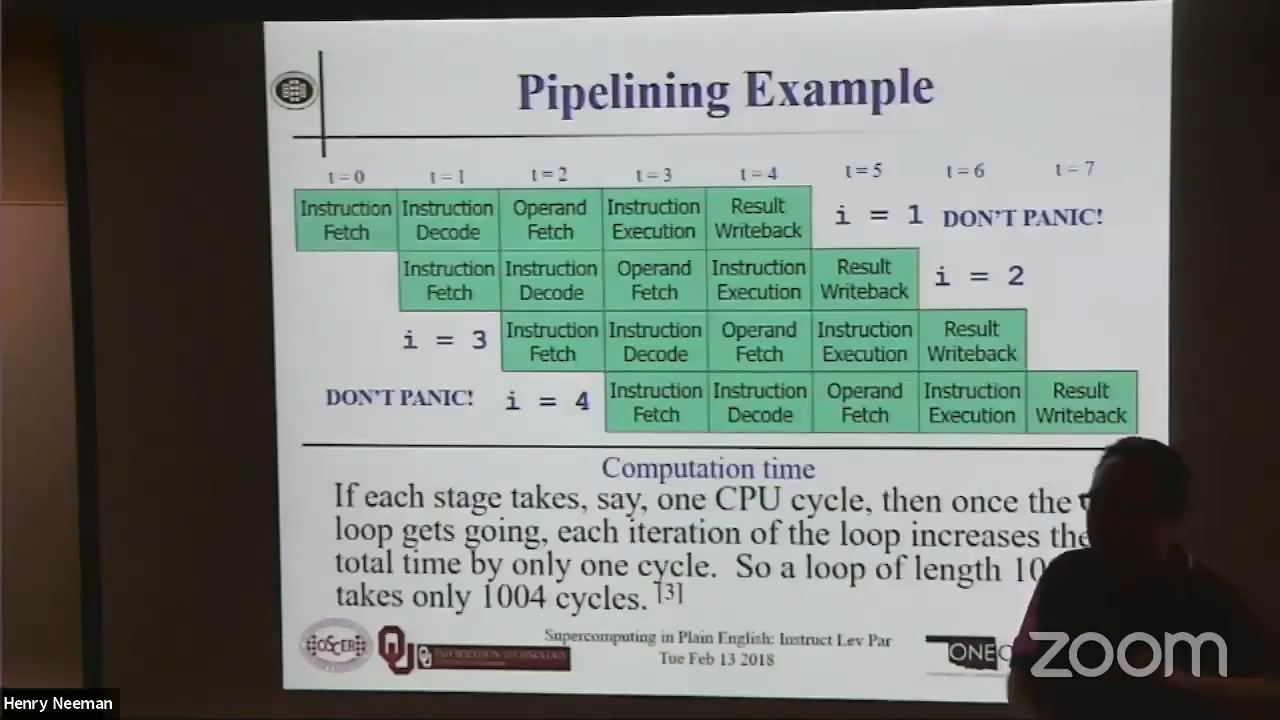 Pipelining Example
t = 0 t = 1 t = 2 t = 3 t = 4 t = 5 t = 6 t = 7
Instruction Fetch Instruction Decode Operand Fetch Instruction Execution Result Writeback i = 1 DON'T PANIC!
Instruction Fetch Instruction Decode Operand Fetch Instruction Execution Result Writeback i = 2
i = 3 Instruction Fetch Instruction Decode Operand Fetch Instruction Execution Result Writeback
DON'T PANIC! i = 4 Instruction Fetch Instruction Decode Operand Fetch Instruction Execution Result Writeback
Computation time
If each stage takes, say, one CPU cycle, then once the
loop gets going, each iteration of the loop increases the
total time by only one cycle. So a loop of length
takes only 1004 cycles. [3]
OSCER
INFORMATION TECHNOLOGY
Supercomputing in Plain English: Instruct Lev Par
Tue Feb 13 2018
ONE
zoom
Henry Neeman